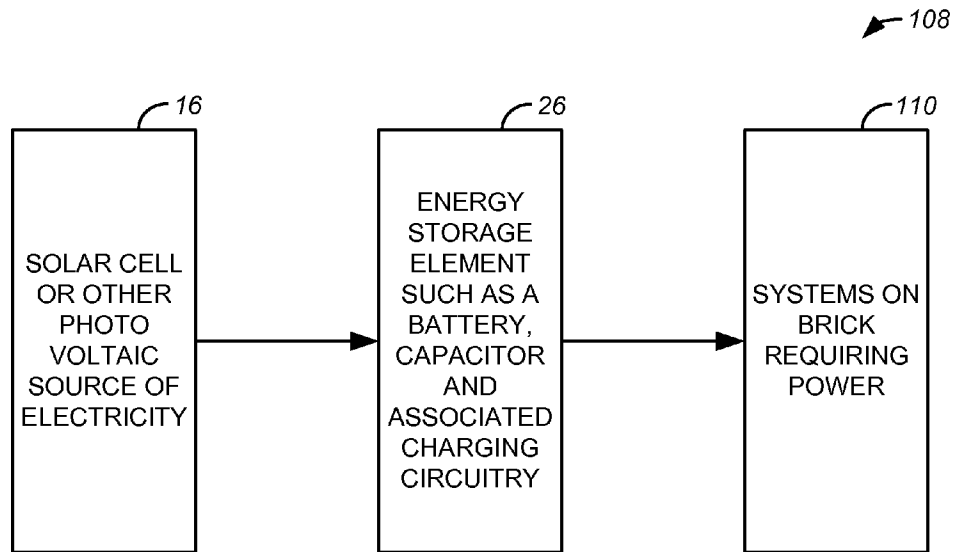 108
16
26
110
SOLAR CELL
OR OTHER
PHOTO
VOLTAIC
SOURCE OF
ELECTRICITY
ENERGY
STORAGE
ELEMENT
SUCH AS A
BATTERY,
CAPACITOR
AND
ASSOCIATED
CHARGING
CIRCUITRY
SYSTEMS ON
BRICK
REQUIRING
POWER